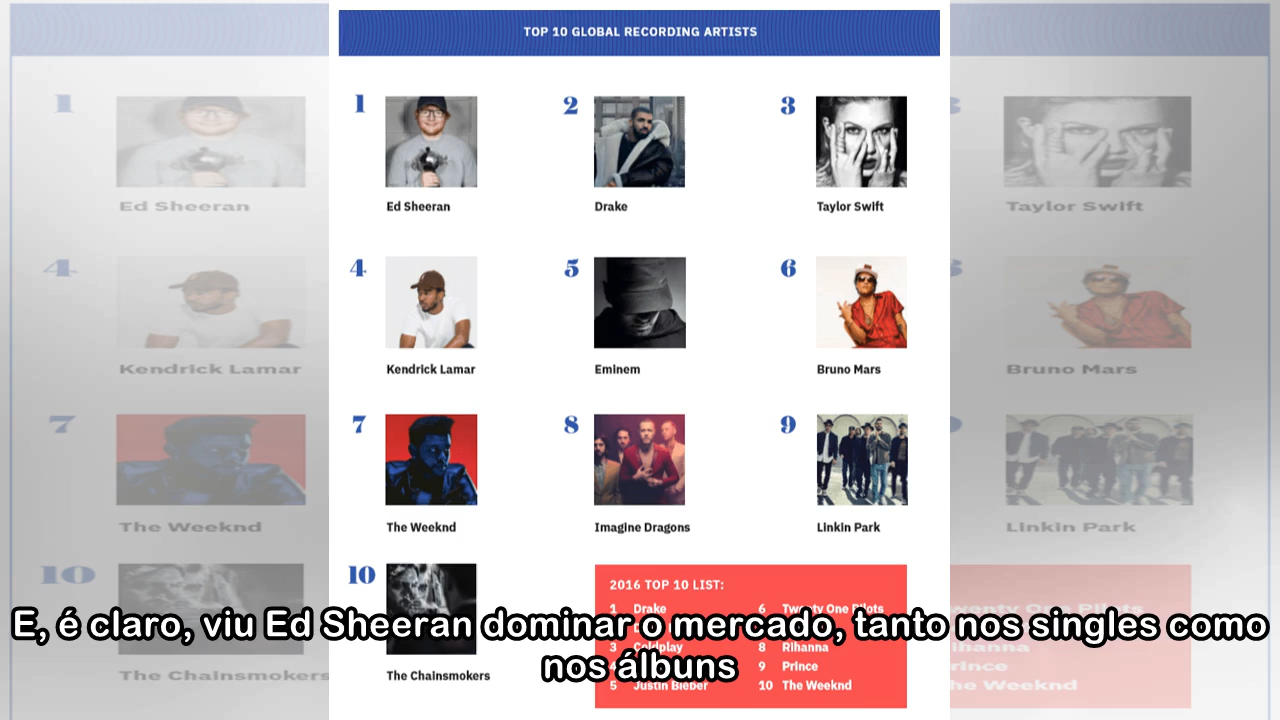 TOP 10 GLOBAL RECORDING ARTISTS
1 2 3
Ed Sheeran Drake Taylor Swift
4 5 6
Kendrick Lamar Eminem Bruno Mars
7 8 9
The Weeknd Imagine Dragons Linkin Park
10
The Chainsmokers
2016 TOP 10 LIST:
1 Drake 6 Twenty One Pilots
3 Coldplay 8 Rihanna
9 Prince
5 Justin Bieber 10 The Weeknd
E, é claro, viu Ed Sheeran dominar o mercado, tanto nos singles como
nos álbuns